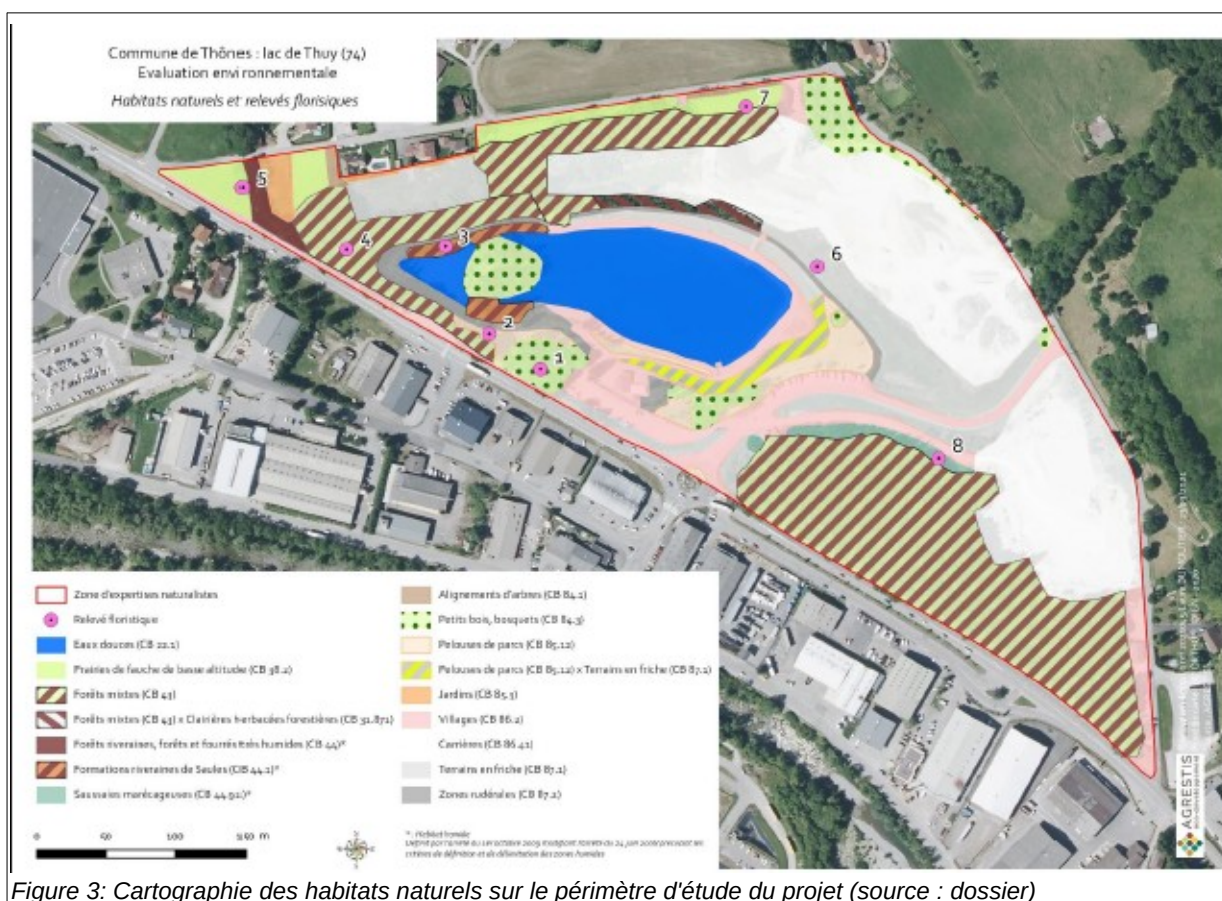 Commune de Thônes : lac de Thuy (74)
Evaluation environnementale
Habitats naturels et relevés florisiques
7
5
4
3
6
2
1
8
Zone d'expertises naturalistes
Relevé floristique
Eaux douces (CB 22.1)
Prairies de fauche de basse altitude (CB 38.2)
Forêts mixtes (CB 43)
Forêts mixtes (CB 43) x Clairières herbacées forestières (CB 31.871)
Forêts riveraines, forêts et fourrés très humides (CB 44)*
Formations riveraines de Saules (CB 44.1)*
Saussaies marécageuses (CB 44.92)*
Alignements d'arbres (CB 84.1)
Petits bois, bosquets (CB 84.3)
Pelouses de parcs (CB 85.12)
Pelouses de parcs (CB 85.12) x Terrains en friche (CB 87.1)
Jardins (CB 85.3)
Villages (CB 86.2)
Carrières (CB 86.41)
Terrains en friche (CB 87.1)
Zones rudérales (CB 87.2)
0 50 100 150 m
* : Habitat humide
AGRESTIS
Figure 3: Cartographie des habitats naturels sur le périmètre d'étude du projet (source : dossier)